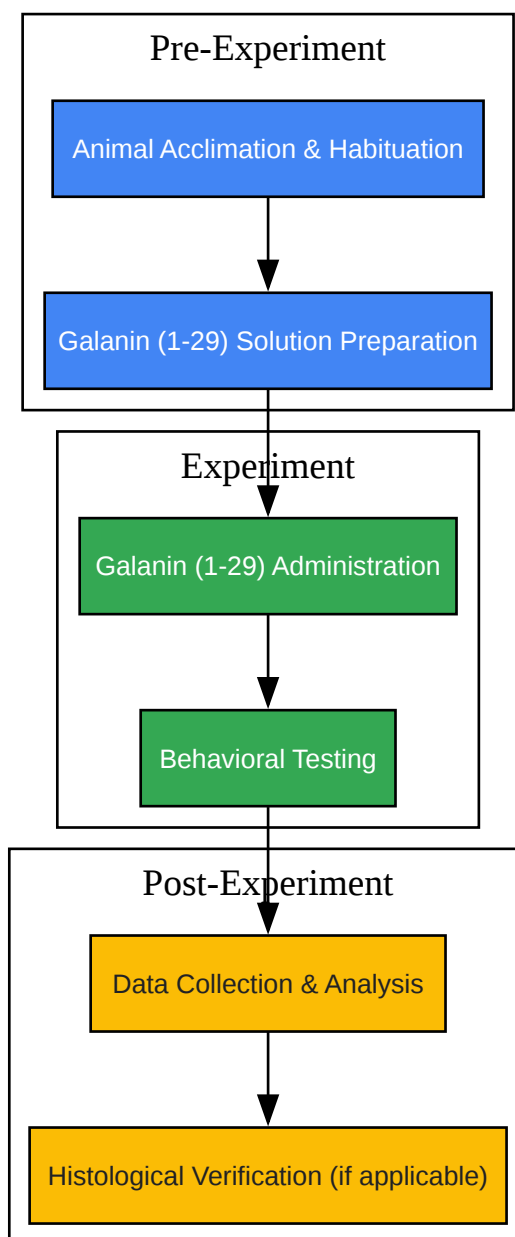 Pre-Experiment
Animal Acclimation & Habituation
Galanin (1-29) Solution Preparation
Experiment
Galanin (1-29) Administration
Behavioral Testing
Post-Experiment
Data Collection & Analysis
Histological Verification (if applicable)